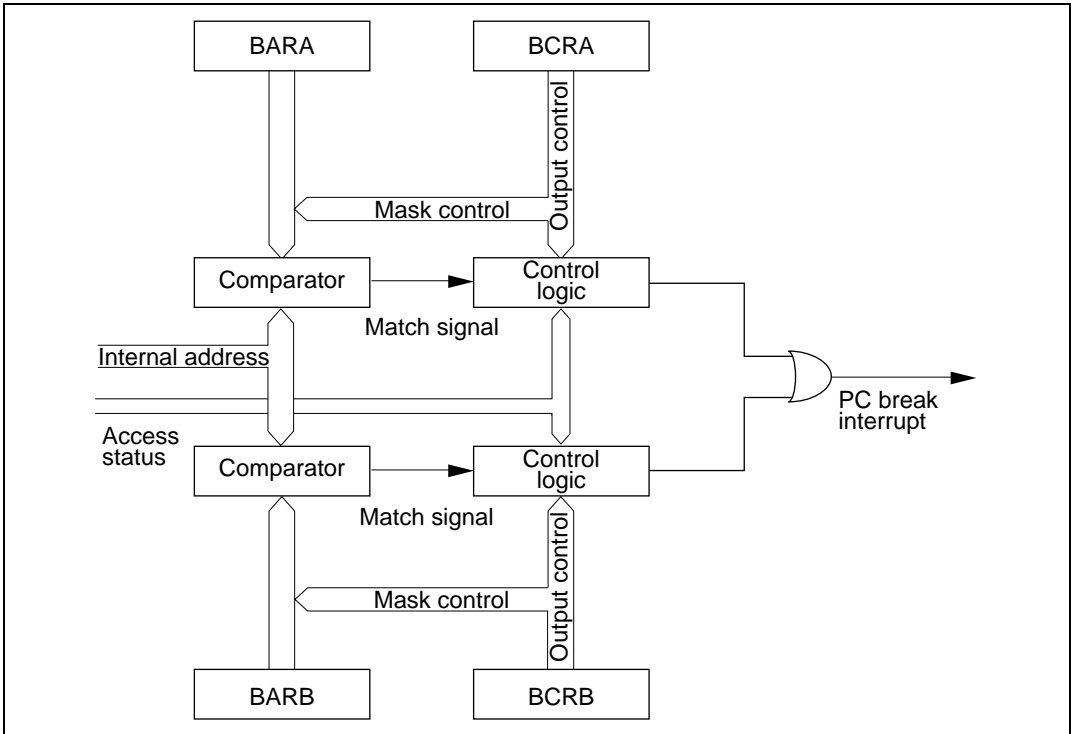 BARA
BCRA
Output control
Mask control
Comparator
Control
logic
Match signal
Internal address
Access
status
PC break
interrupt
Comparator
Control
logic
Match signal
Output control
Mask control
BARB
BCRB